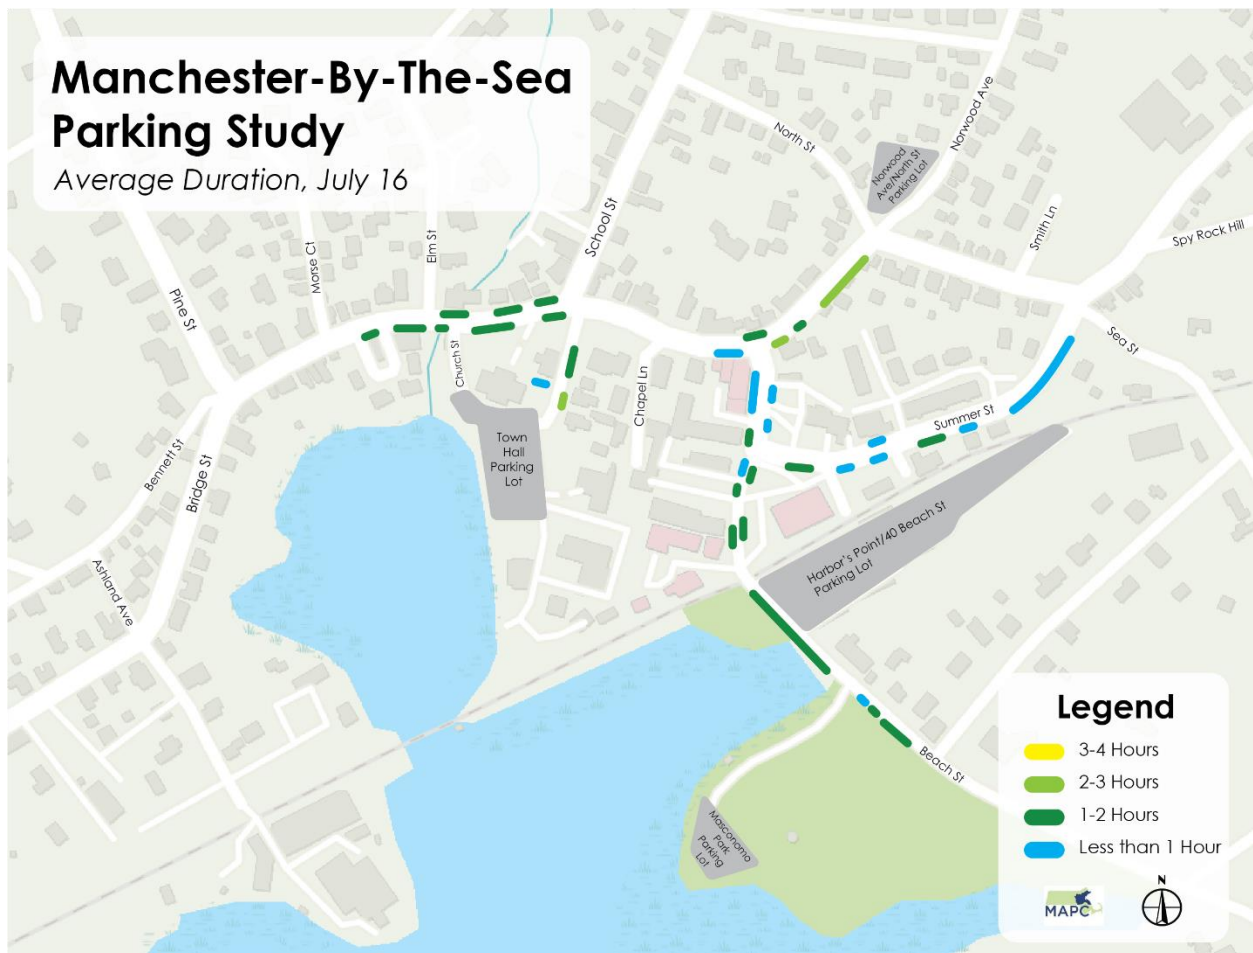 Manchester-By-The-Sea
Parking Study
Average Duration, July 16
North St
Norwood Ave
Norwood
Ave/North St
Parking Lot
School St
Smith Ln
Spy Rock Hill
Elm St
Morse Ct
Pine St
Sea St
Church St
Chapel Ln
Summer St
Town
Hall
Parking
Lot
Bennett St
Bridge St
Harbor's Point/40 Beach St
Parking Lot
Ashland Ave
Beach St
Masconomo
Park
Parking
Lot
Legend
3-4 Hours
2-3 Hours
1-2 Hours
Less than 1 Hour
MAPC
N